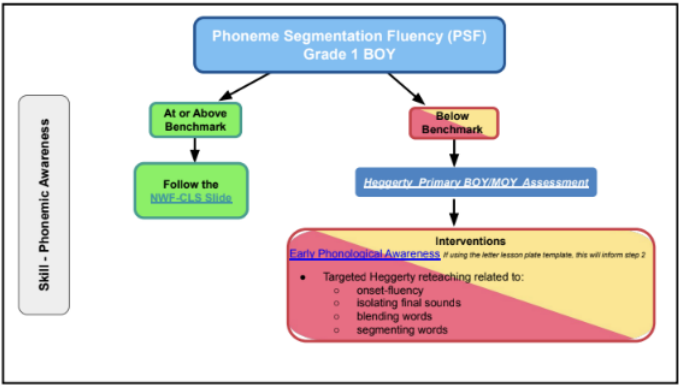 Phoneme Segmentation Fluency (PSF)
Grade 1 BOY
Skill - Phonemic Awareness
At or Above
Benchmark
Below
Benchmark
Follow the
NWF-CLS Slide
Heggerty Primary BOY/MOY Assessment
Interventions
Early Phonological Awareness If using the letter lesson plate template, this will inform step 2
● Targeted Heggerty reteaching related to:
○ onset-fluency
○ isolating final sounds
○ blending words
○ segmenting words